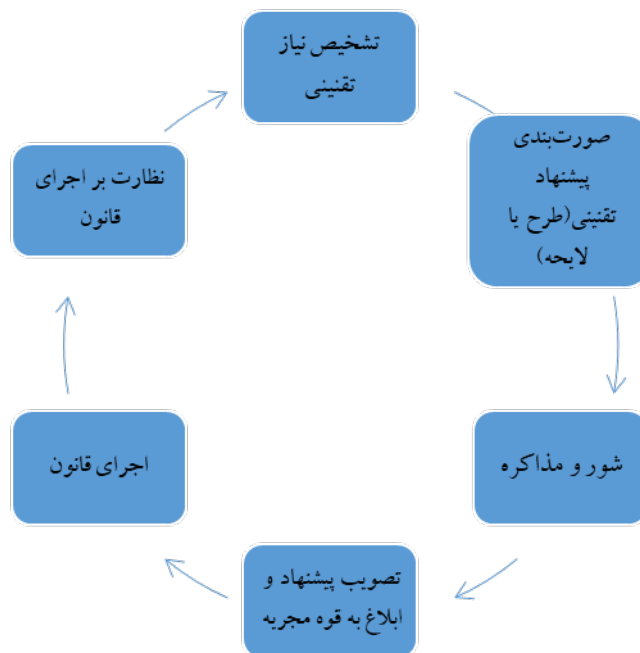 تشخیص نیاز
تقنینی
صورت‌بندی
پیشنهاد
تقنینی(طرح یا
لایحه)
شور و مذاکره
تصویب پیشنهاد و
ابلاغ به قوه مجریه
اجرای قانون
نظارت بر اجرای
قانون